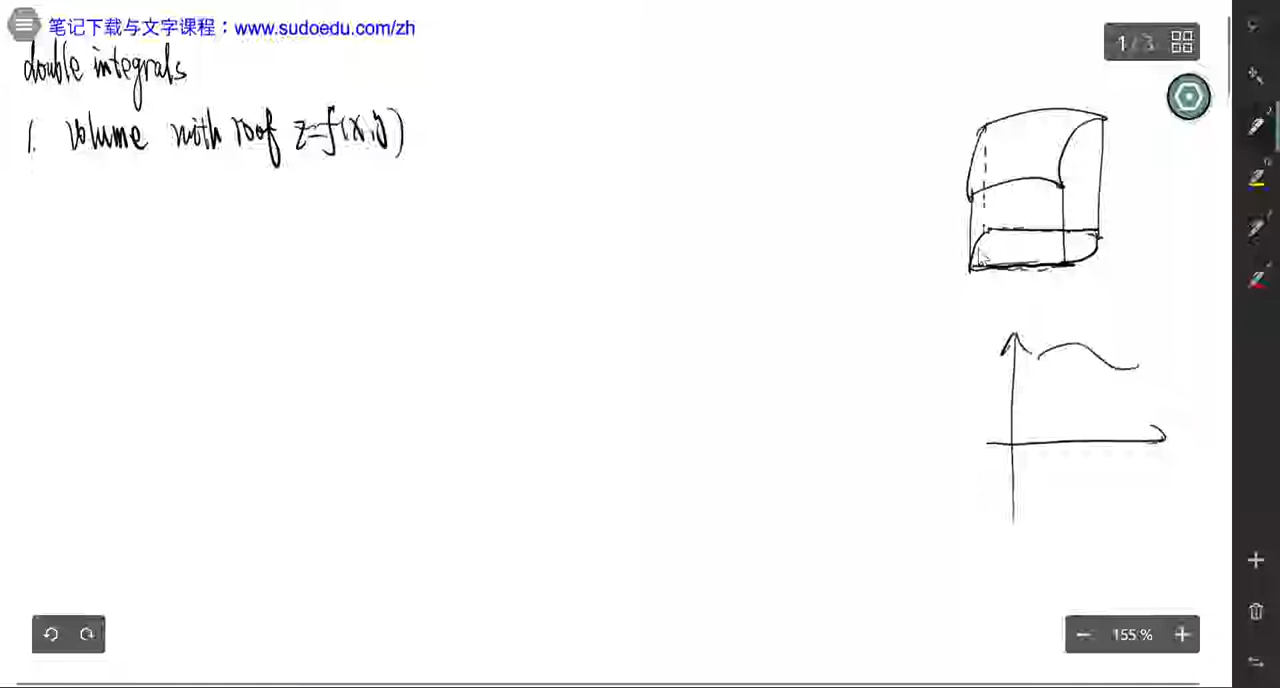 笔记下载与文字课程：www.sudoedu.com/zh
double integrals
1. volume with roof z=f(x,y)
1 / 3
155 %